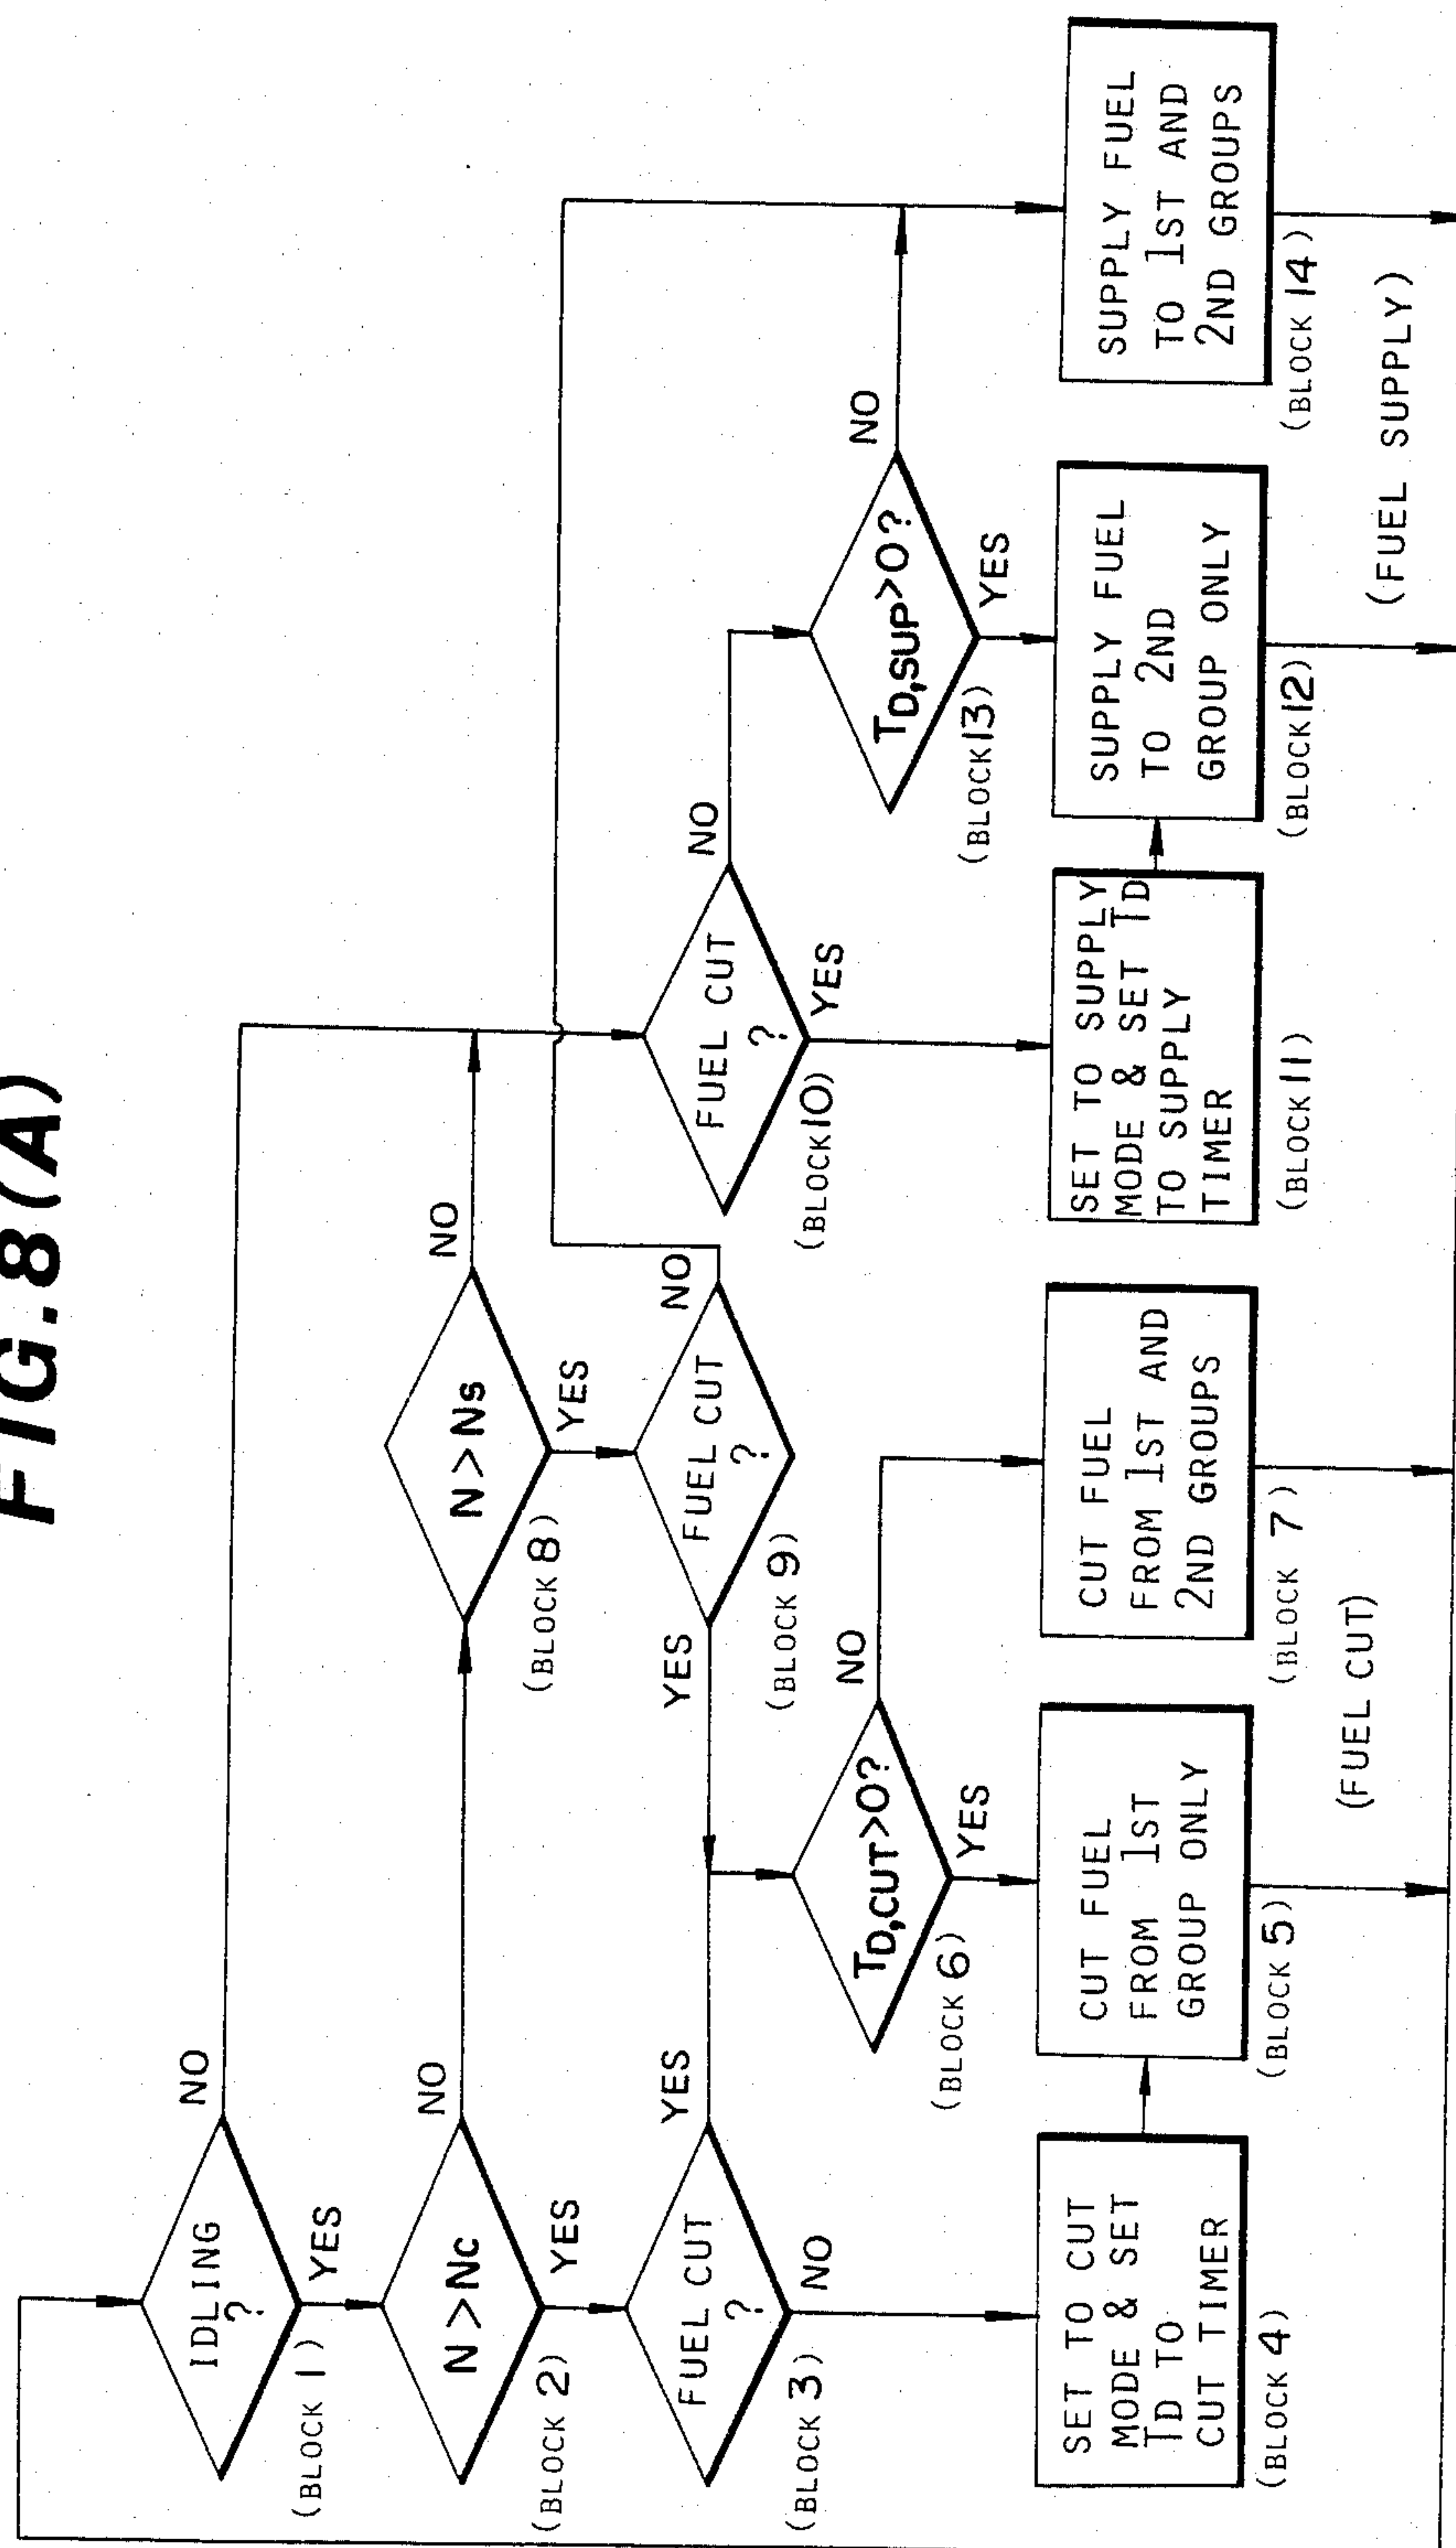 FIG.8(A)
IDLING
?
NO
YES
(BLOCK 1)
N>Nc
NO
YES
(BLOCK 2)
FUEL CUT
?
YES
NO
(BLOCK 3)
SET TO CUT
MODE & SET
TD TO
CUT TIMER
(BLOCK 4)
CUT FUEL
FROM 1ST
GROUP ONLY
(BLOCK 5)
TD,CUT>0?
NO
YES
(BLOCK 6)
CUT FUEL
FROM 1ST AND
2ND GROUPS
(BLOCK 7)
(FUEL CUT)
N>Ns
NO
YES
(BLOCK 8)
FUEL CUT
?
NO
YES
(BLOCK 9)
FUEL CUT
?
NO
YES
(BLOCK 10)
SET TO SUPPLY
MODE & SET TD
TO SUPPLY
TIMER
(BLOCK 11)
SUPPLY FUEL
TO 2ND
GROUP ONLY
(BLOCK 12)
TD,SUP>0?
NO
YES
(BLOCK 13)
SUPPLY FUEL
TO 1ST AND
2ND GROUPS
(BLOCK 14)
(FUEL SUPPLY)